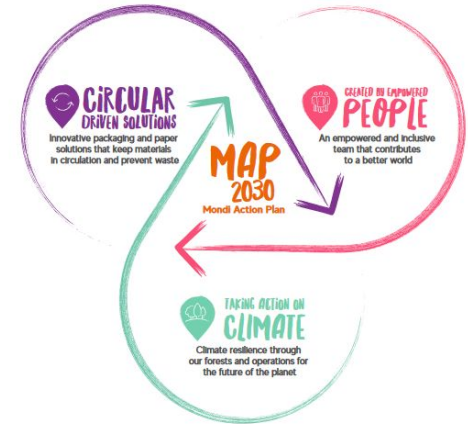 CIRCULAR
DRIVEN SOLUTIONS
Innovative packaging and paper
solutions that keep materials
in circulation and prevent waste
CREATED BY EMPOWERED
PEOPLE
An empowered and inclusive
team that contributes
to a better world
MAP
2030
Mondi Action Plan
TAKING ACTION ON
CLIMATE
Climate resilience through
our forests and operations for
the future of the planet